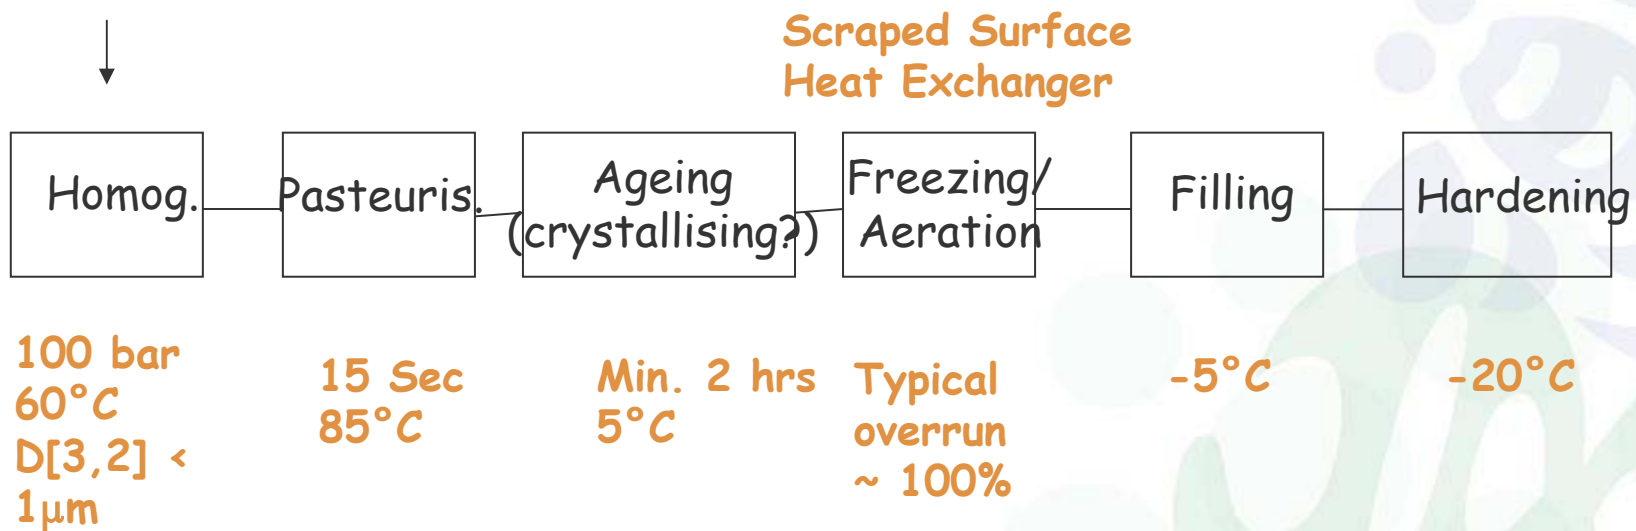 Scraped Surface
Heat Exchanger
Homog.
Pasteuris.
Ageing
(crystallising?)
Freezing/
Aeration
Filling
Hardening
100 bar
60°C
D[3,2] <
1μm
15 Sec
85°C
Min. 2 hrs
5°C
Typical
overrun
~ 100%
-5°C
-20°C